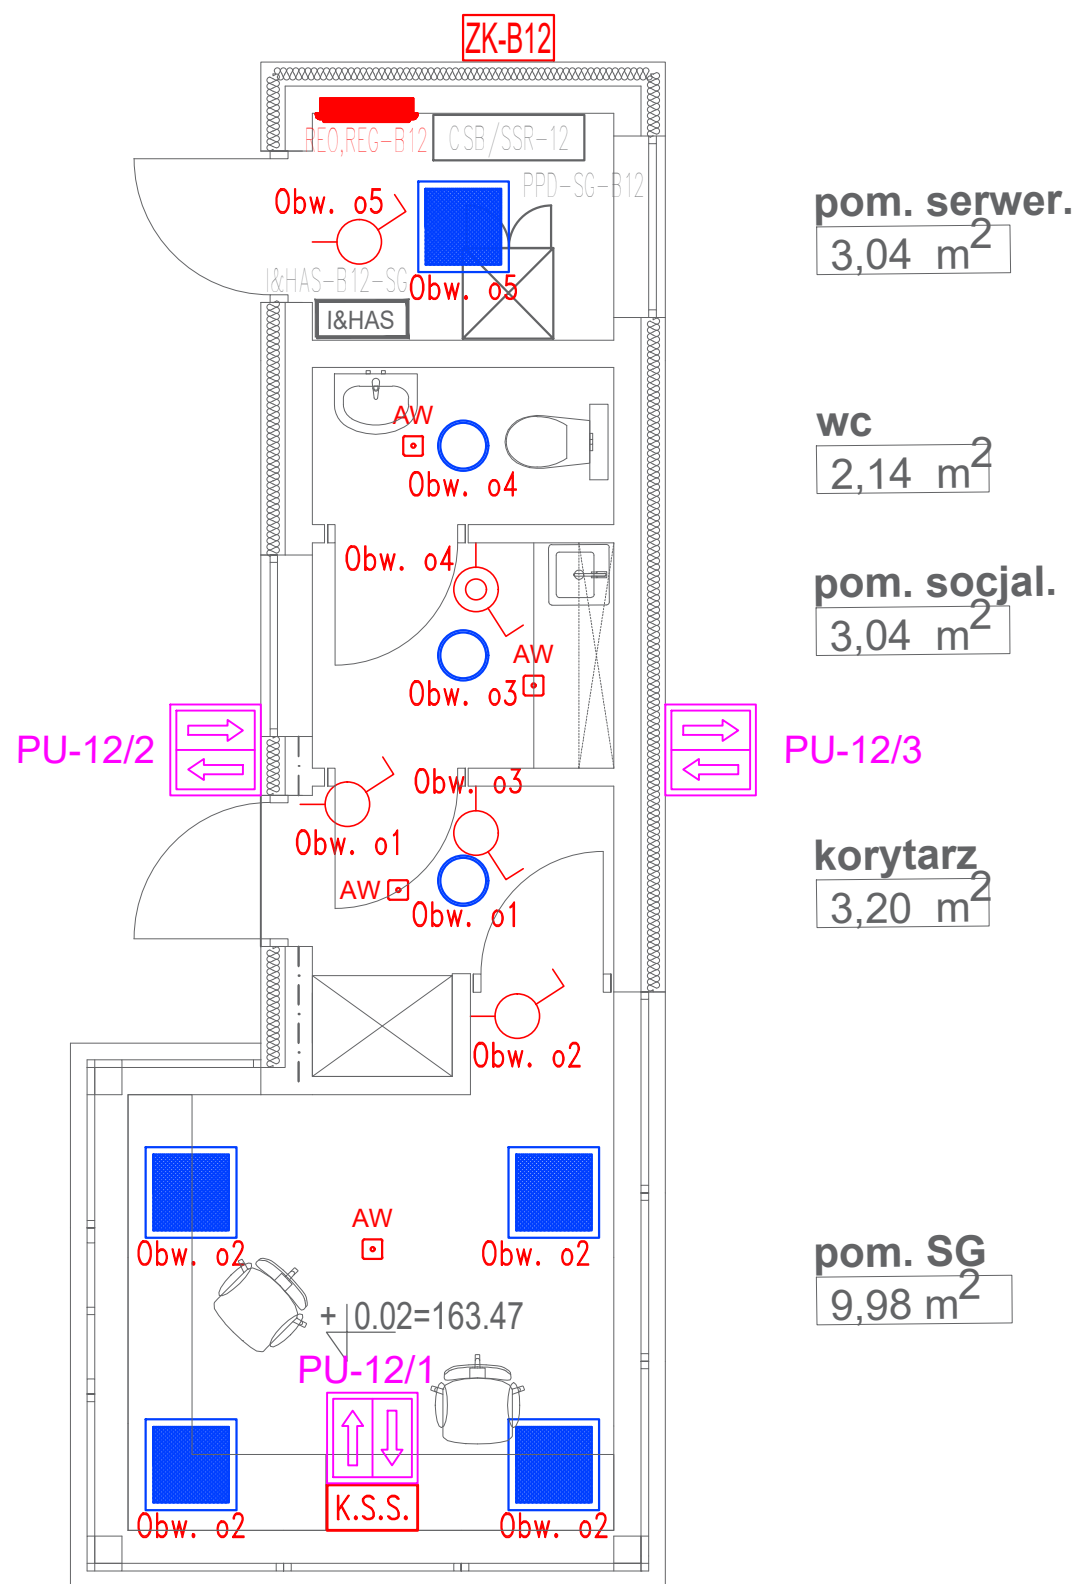 ZK-B12
BEO,REG-B12
CSB/SSR-12
PPD-SG-B12
Obw. o5
I&HAS-B12-SG
Obw. o5
I&HAS
pom. serwer.
3,04 m²
AW
Obw. o4
wc
2,14 m²
Obw. o4
AW
Obw. o3
pom. socjal.
3,04 m²
PU-12/2
PU-12/3
Obw. o3
Obw. o1
AW
Obw. o1
korytarz
3,20 m²
Obw. o2
AW
Obw. o2
Obw. o2
pom. SG
9,98 m²
+ 0.02=163.47
PU-12/1
K.S.S.
Obw. o2
Obw. o2